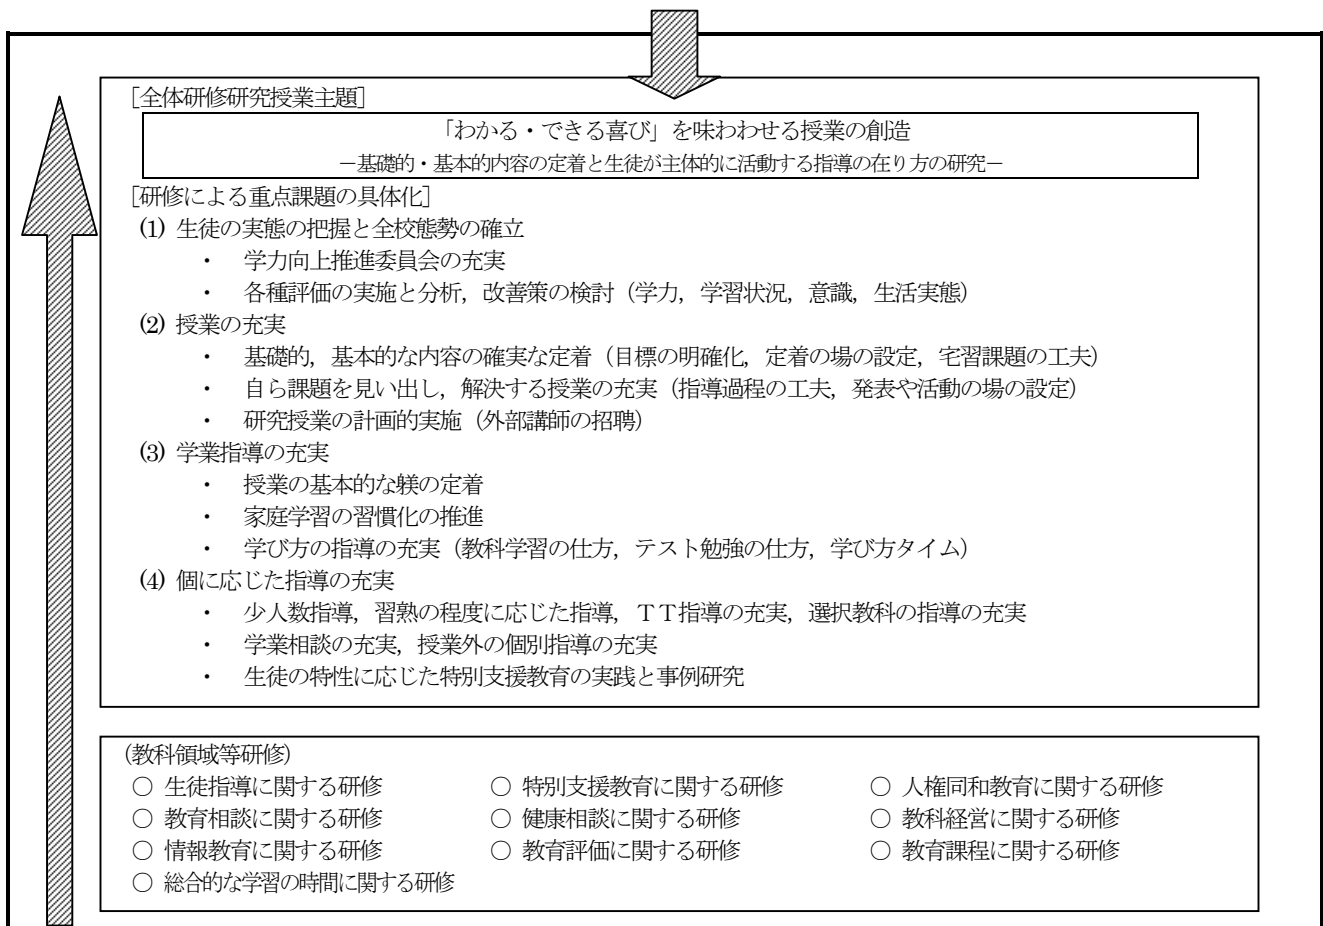 ［全体研修研究授業主題］
「わかる・できる喜び」を味わわせる授業の創造
－基礎的・基本的内容の定着と生徒が主体的に活動する指導の在り方の研究－
［研修による重点課題の具体化］
(1) 生徒の実態の把握と全校態勢の確立
・ 学力向上推進委員会の充実
・ 各種評価の実施と分析，改善策の検討（学力，学習状況，意識，生活実態）
(2) 授業の充実
・ 基礎的，基本的な内容の確実な定着（目標の明確化，定着の場の設定，宅習課題の工夫）
・ 自ら課題を見い出し，解決する授業の充実（指導過程の工夫，発表や活動の場の設定）
・ 研究授業の計画的実施（外部講師の招聘）
(3) 学業指導の充実
・ 授業の基本的な躾の定着
・ 家庭学習の習慣化の推進
・ 学び方の指導の充実（教科学習の仕方，テスト勉強の仕方，学び方タイム）
(4) 個に応じた指導の充実
・ 少人数指導，習熟の程度に応じた指導，ＴＴ指導の充実，選択教科の指導の充実
・ 学業相談の充実，授業外の個別指導の充実
・ 生徒の特性に応じた特別支援教育の実践と事例研究
（教科領域等研修）
○ 生徒指導に関する研修 ○ 特別支援教育に関する研修 ○ 人権同和教育に関する研修
○ 教育相談に関する研修 ○ 健康相談に関する研修 ○ 教科経営に関する研修
○ 情報教育に関する研修 ○ 教育評価に関する研修 ○ 教育課程に関する研修
○ 総合的な学習の時間に関する研修